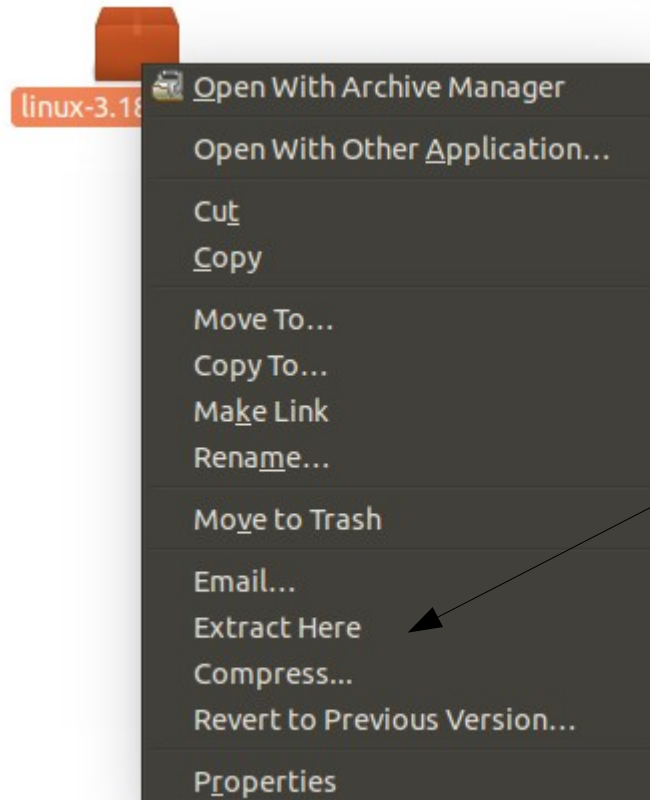 linux-3.18
Open With Archive Manager
Open With Other Application...
Cut
Copy
Move To...
Copy To...
Make Link
Rename...
Move to Trash
Email...
Extract Here
Compress...
Revert to Previous Version...
Properties